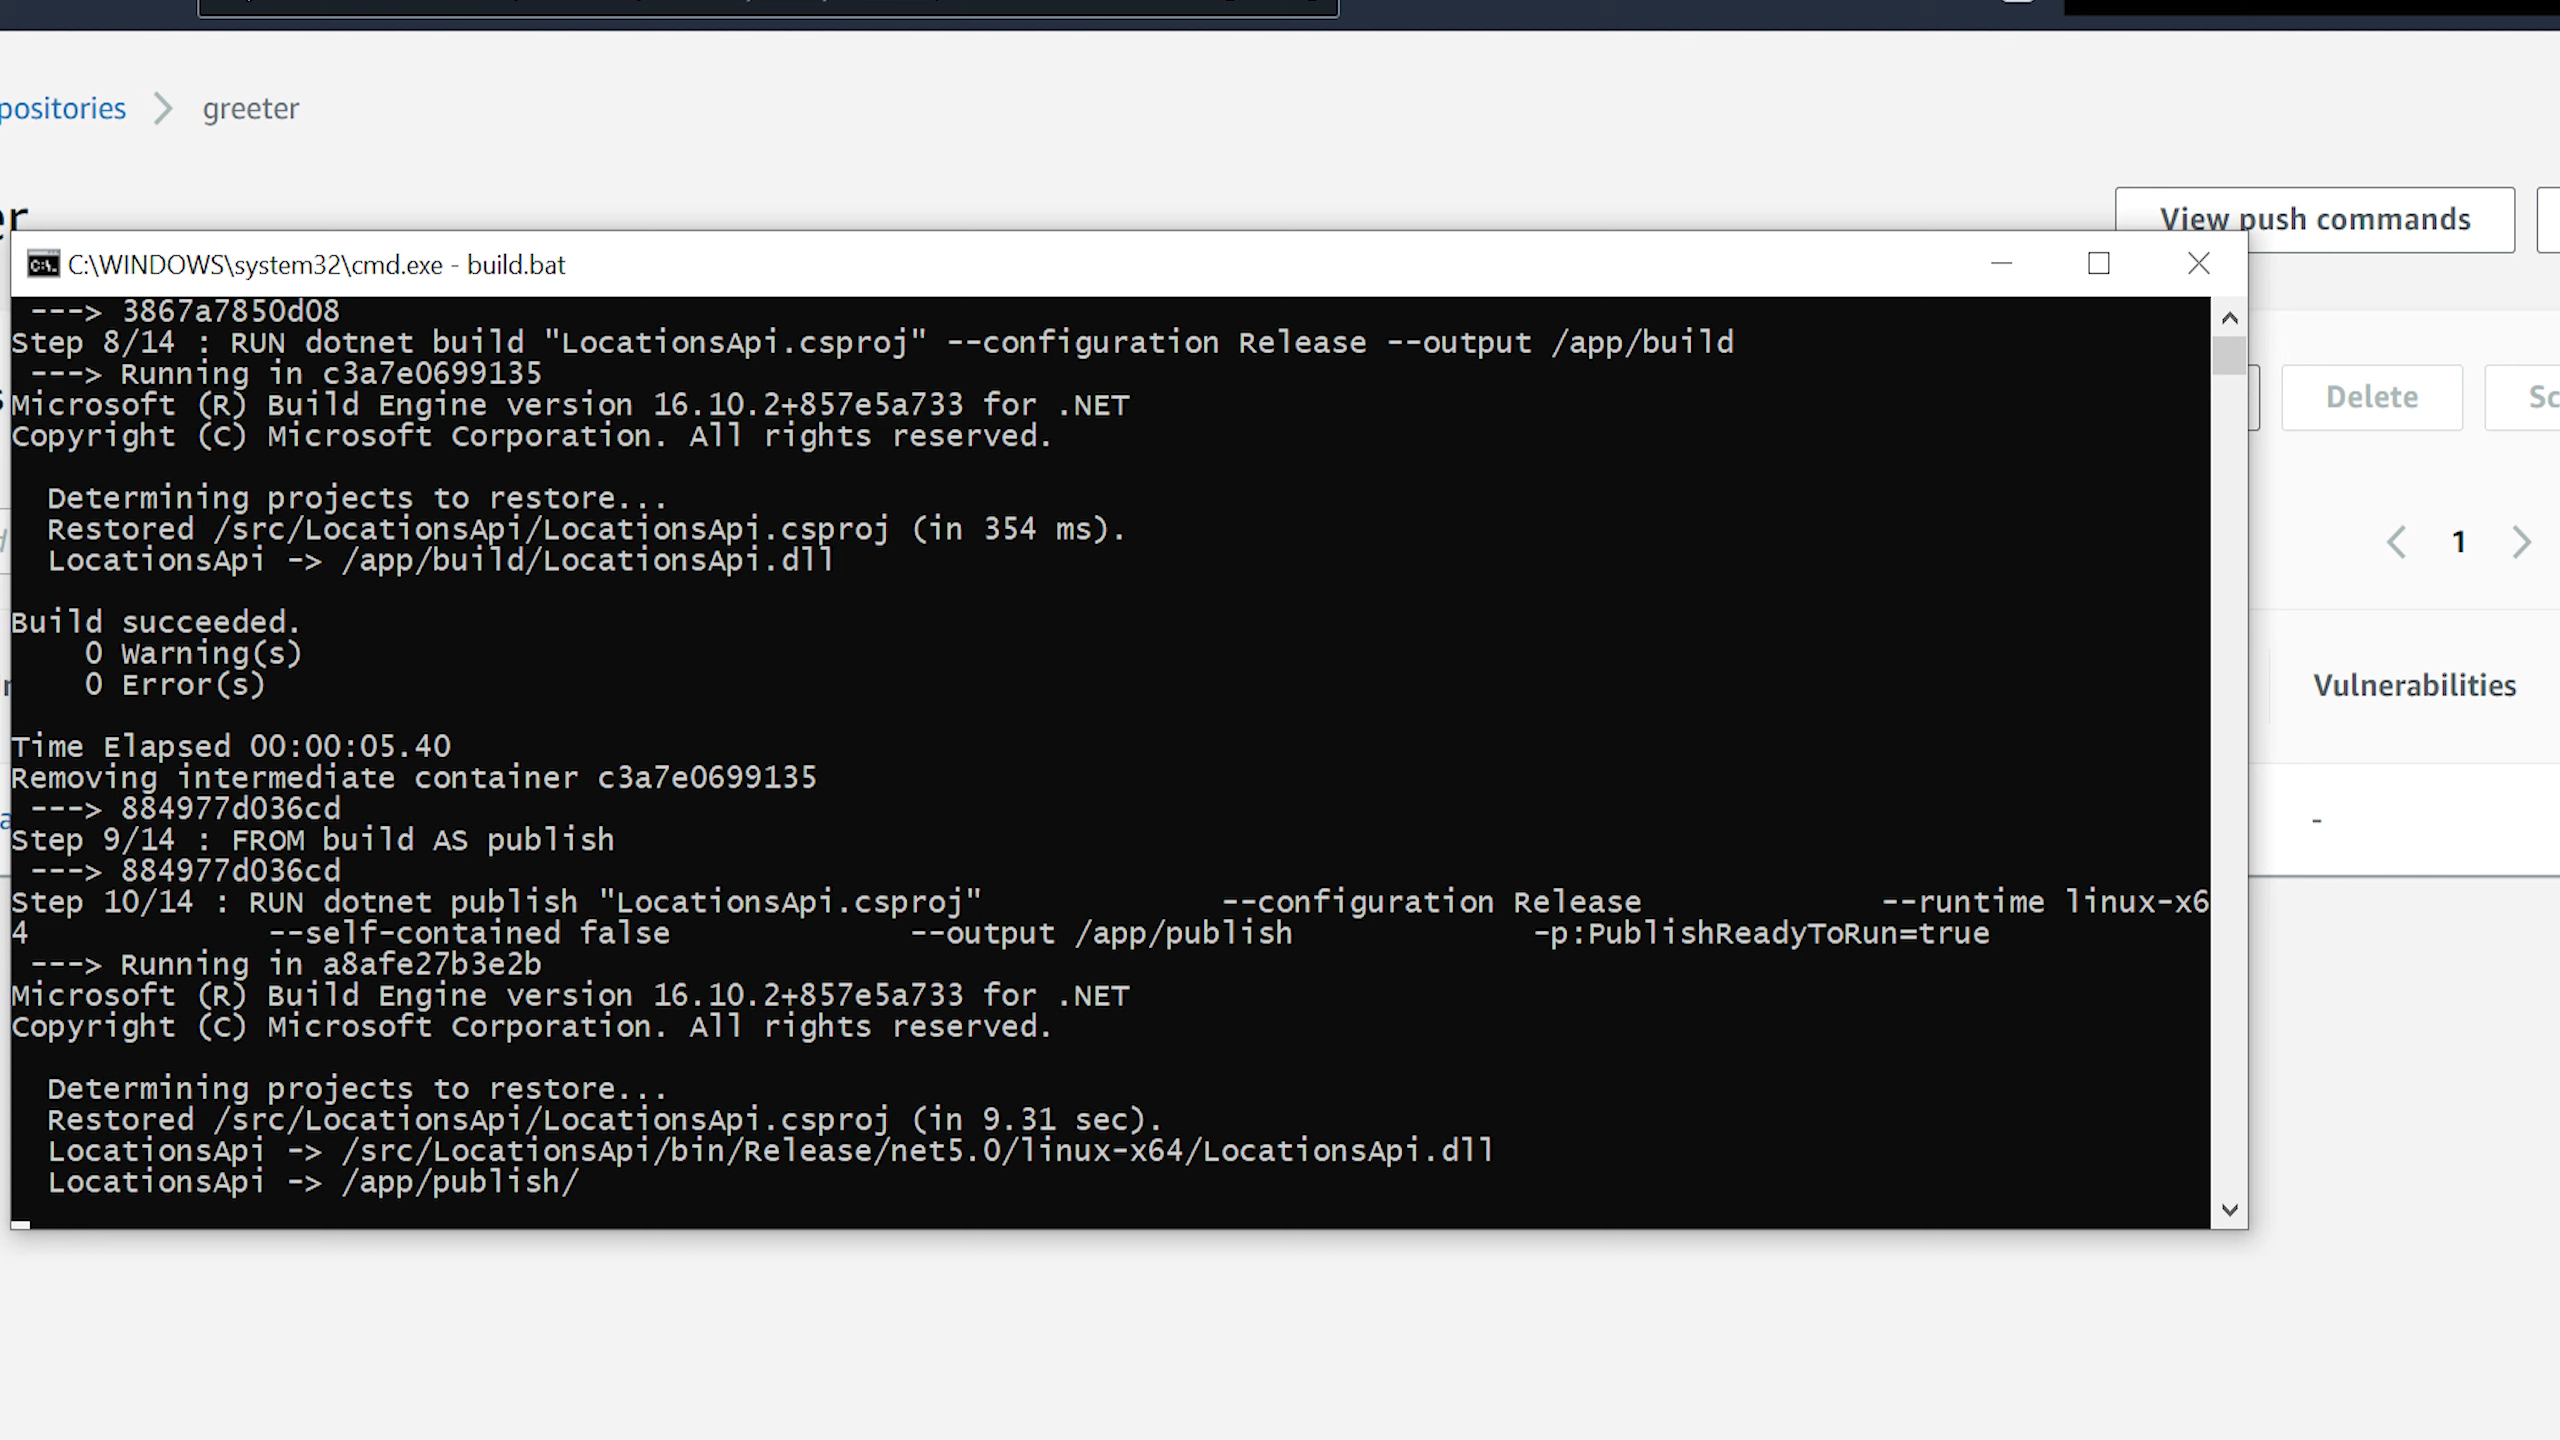 positories
greeter
er
View push commands
C:\WINDOWS\system32\cmd.exe - build.bat
---> 3867a7850d08
Step 8/14 : RUN dotnet build "LocationsApi.csproj" --configuration Release --output /app/build
---> Running in c3a7e0699135
Microsoft (R) Build Engine version 16.10.2+857e5a733 for .NET
Copyright (C) Microsoft Corporation. All rights reserved.
Determining projects to restore...
Restored /src/LocationsApi/LocationsApi.csproj (in 354 ms).
LocationsApi -> /app/build/LocationsApi.dll
Build succeeded.
0 Warning(s)
0 Error(s)
Time Elapsed 00:00:05.40
Removing intermediate container c3a7e0699135
---> 884977d036cd
Step 9/14 : FROM build AS publish
---> 884977d036cd
Step 10/14 : RUN dotnet publish "LocationsApi.csproj" --configuration Release --runtime linux-x6
4 --self-contained false --output /app/publish -p:PublishReadyToRun=true
---> Running in a8afe27b3e2b
Microsoft (R) Build Engine version 16.10.2+857e5a733 for .NET
Copyright (C) Microsoft Corporation. All rights reserved.
Determining projects to restore...
Restored /src/LocationsApi/LocationsApi.csproj (in 9.31 sec).
LocationsApi -> /src/LocationsApi/bin/Release/net5.0/linux-x64/LocationsApi.dll
LocationsApi -> /app/publish/
Delete
Sc
1
Vulnerabilities
-